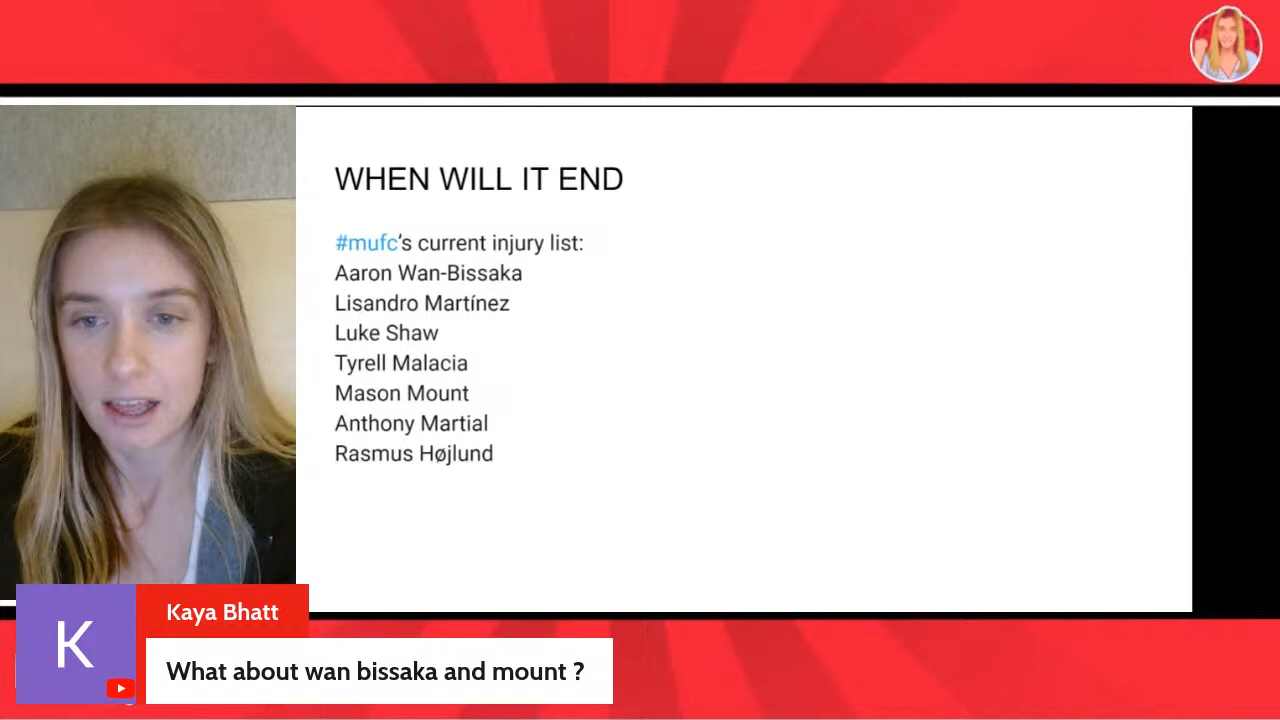 WHEN WILL IT END
#mufc's current injury list:
Aaron Wan-Bissaka
Lisandro Martínez
Luke Shaw
Tyrell Malacia
Mason Mount
Anthony Martial
Rasmus Højlund
K
Kaya Bhatt
What about wan bissaka and mount ?